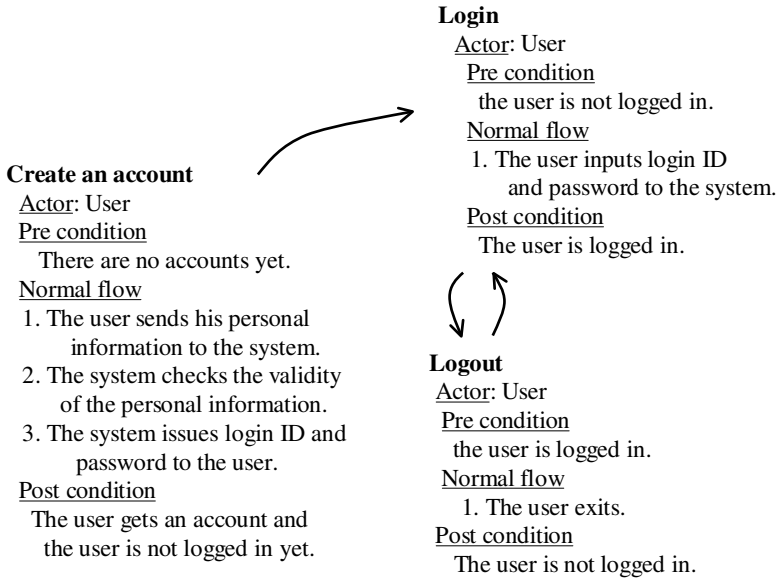 Login
Actor: User
Pre condition
the user is not logged in.
Normal flow
1. The user inputs login ID
and password to the system.
Post condition
The user is logged in.
Create an account
Actor: User
Pre condition
There are no accounts yet.
Normal flow
1. The user sends his personal
information to the system.
2. The system checks the validity
of the personal information.
3. The system issues login ID and
password to the user.
Post condition
The user gets an account and
the user is not logged in yet.
Logout
Actor: User
Pre condition
the user is logged in.
Normal flow
1. The user exits.
Post condition
The user is not logged in.